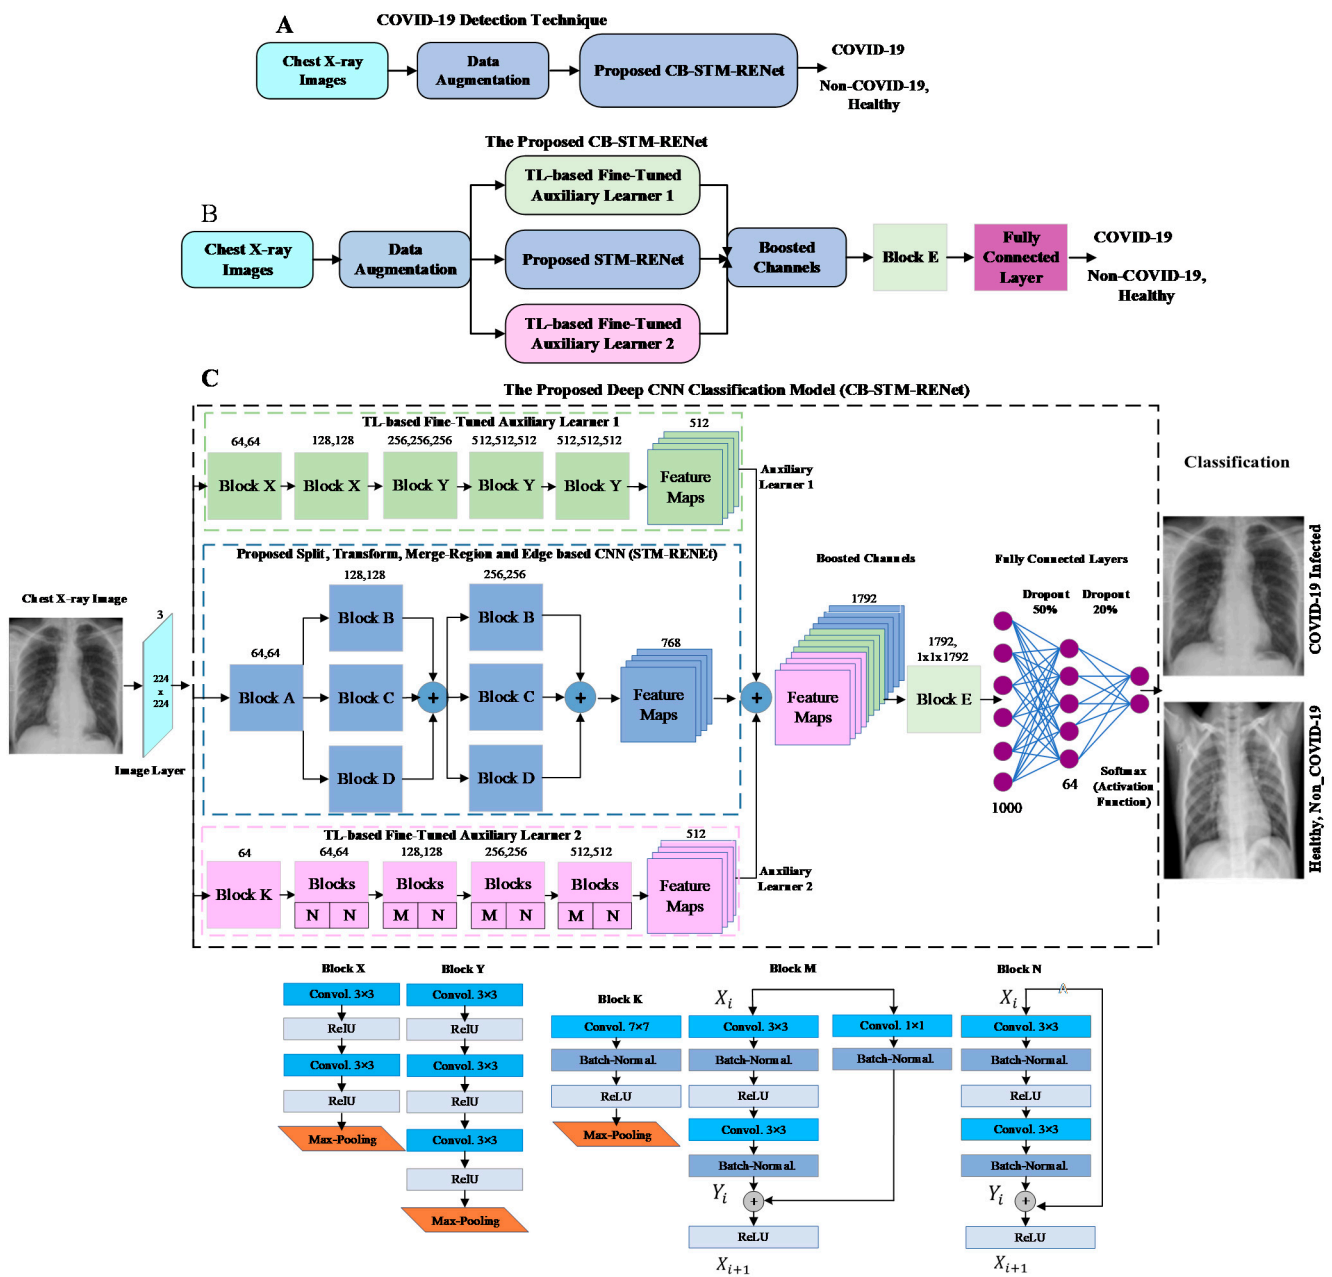 A
COVID-19 Detection Technique
Chest X-ray
Images
Data
Augmentation
Proposed CB-STM-RENet
COVID-19
Non-COVID-19,
Healthy
The Proposed CB-STM-RENet
B
Chest X-ray
Images
Data
Augmentation
TL-based Fine-Tuned
Auxiliary Learner 1
Proposed STM-RENet
TL-based Fine-Tuned
Auxiliary Learner 2
Boosted
Channels
Block E
Fully
Connected
Layer
COVID-19
Non-COVID-19,
Healthy
C
The Proposed Deep CNN Classification Model (CB-STM-RENet)
TL-based Fine-Tuned Auxiliary Learner 1
64,64
128,128
256,256,256
512,512,512
512,512,512
512
Block X
Block X
Block Y
Block Y
Block Y
Feature
Maps
Auxiliary
Learner 1
Proposed Split, Transform, Merge-Region and Edge based CNN (STM-RENEt)
Chest X-ray Image
3
224
x
224
Image Layer
64,64
Block A
128,128
Block B
Block C
Block D
+
256,256
Block B
Block C
Block D
+
768
Feature
Maps
+
TL-based Fine-Tuned Auxiliary Learner 2
64
64,64
128,128
256,256
512,512
512
Block K
Blocks
N N
Blocks
M N
Blocks
M N
Blocks
M N
Feature
Maps
Auxiliary
Learner 2
Boosted Channels
1792
Feature
Maps
1792,
1x1x1792
Block E
Fully Connected Layers
Dropout
50%
Dropout
20%
1000
64
Softmax
(Activation
Function)
Classification
COVID-19 Infected
Healthy, Non_COVID-19
Block X
Convol. 3×3
RelU
Convol. 3×3
RelU
Max-Pooling
Block Y
Convol. 3×3
RelU
Convol. 3×3
RelU
Convol. 3×3
RelU
Max-Pooling
Block K
Convol. 7×7
Batch-Normal.
ReLU
Max-Pooling
Block M
X_i
Convol. 3×3
Batch-Normal.
ReLU
Convol. 3×3
Batch-Normal.
Y_i
+
ReLU
X_{i+1}
Convol. 1×1
Batch-Normal.
Block N
X_i
Convol. 3×3
Batch-Normal.
ReLU
Convol. 3×3
Batch-Normal.
Y_i
+
ReLU
X_{i+1}